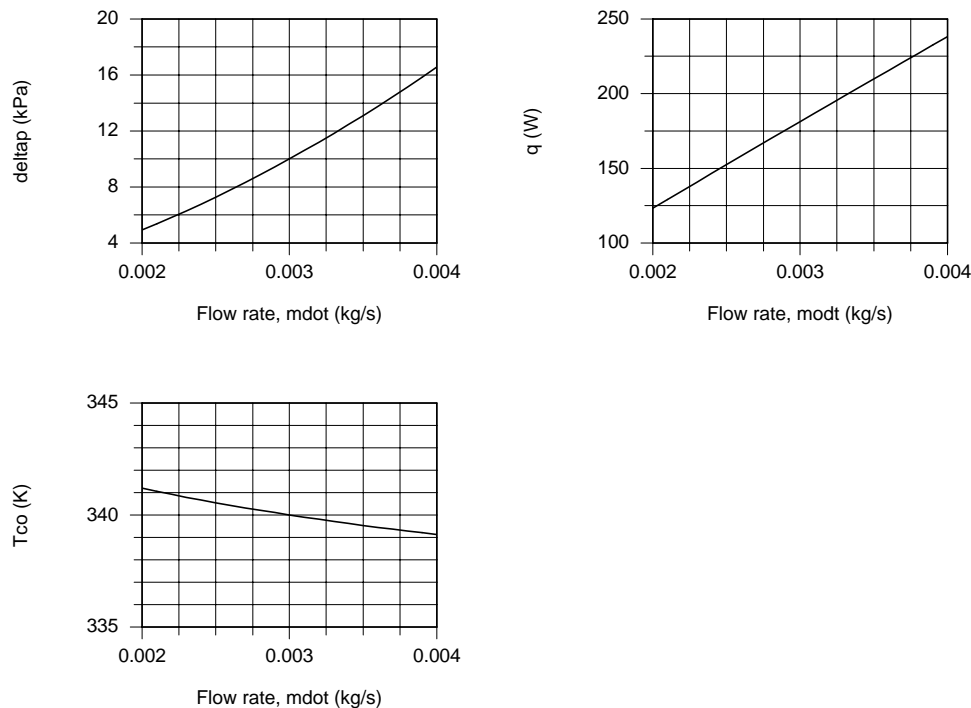 20
16
12
8
4
deltap (kPa)
0.002 0.003 0.004
Flow rate, mdot (kg/s)
250
200
150
100
q (W)
0.002 0.003 0.004
Flow rate, modt (kg/s)
345
340
335
Tco (K)
0.002 0.003 0.004
Flow rate, mdot (kg/s)